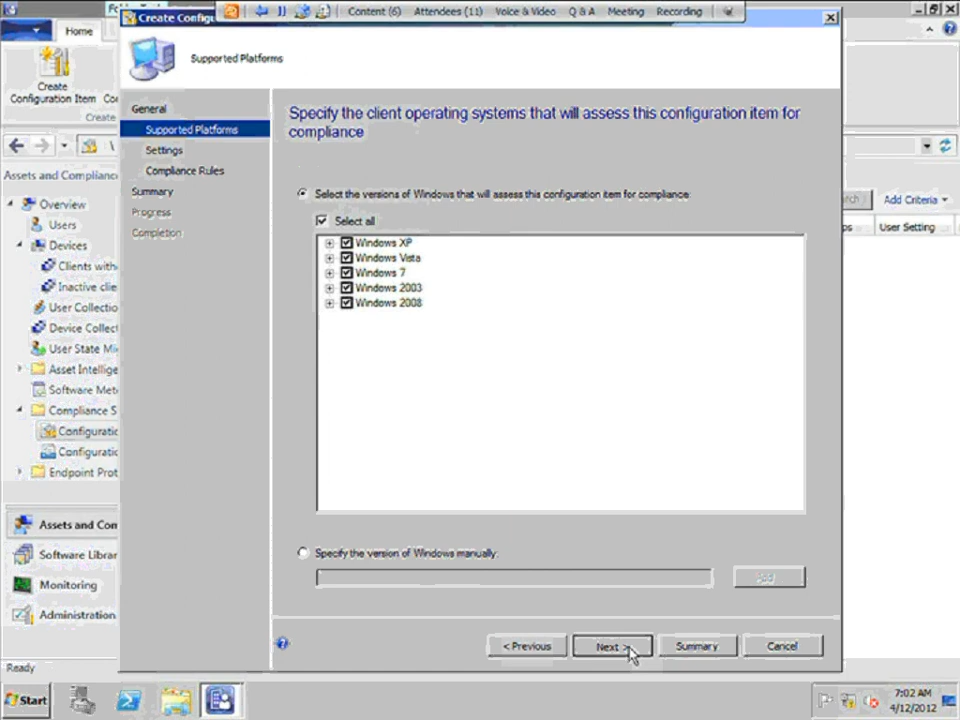 Create Configu
Content (6) Attendees (11) Voice & Video Q & A Meeting Recording
Home
Create
Configuration Item
Create
Assets and Complianc
Overview
Users
Devices
Clients with
Inactive clie
User Collectio
Device Collect
User State Mi
Asset Intellige
Software Met
Compliance S
Configuratio
Configuratio
Endpoint Prot
Assets and Com
Software Librar
Monitoring
Administration
Ready
Supported Platforms
General
Supported Platforms
Settings
Compliance Rules
Summary
Progress
Completion
Specify the client operating systems that will assess this configuration item for
compliance
Select the versions of Windows that will assess this configuration item for compliance:
Select all
Windows XP
Windows Vista
Windows 7
Windows 2003
Windows 2008
Specify the version of Windows manually:
Add
< Previous Next > Summary Cancel
Add Criteria
User Setting
Start
7:02 AM
4/12/2012